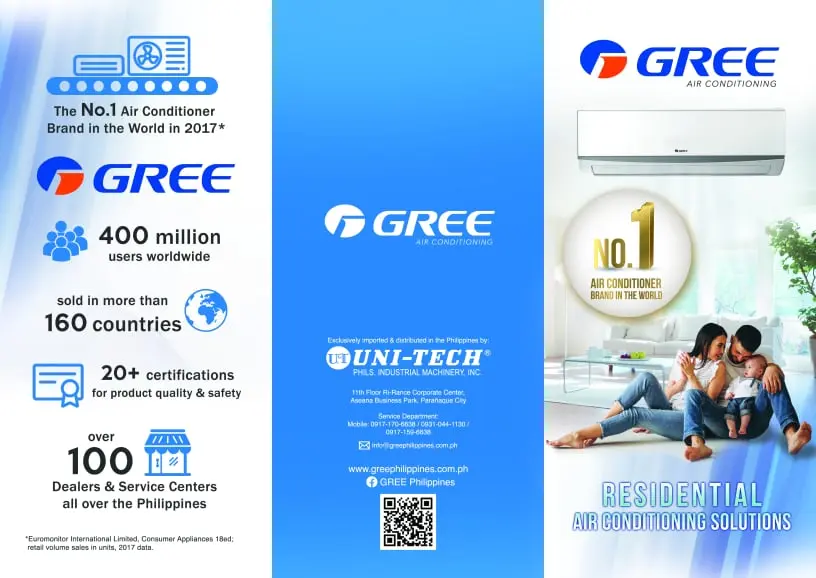 The No.1 Air Conditioner
Brand in the World in 2017*
GREE
400 million
users worldwide
sold in more than
160 countries
20+ certifications
for product quality & safety
over
100
Dealers & Service Centers
all over the Philippines
*Euromonitor International Limited, Consumer Appliances 18ed;
retail volume sales in units, 2017 data.
GREE
AIR CONDITIONING
Exclusively imported & distributed in the Philippines by:
UT UNI-TECH®
PHILS. INDUSTRIAL MACHINERY, INC.
11th Floor Ri-Rance Corporate Center,
Aseana Business Park, Parañaque City
Service Department:
Mobile: 0917-170-6638 / 0931-044-1130 /
0917-159-6638
info@greephilippines.com.ph
www.greephilippines.com.ph
GREE Philippines
GREE
AIR CONDITIONING
GREE
NO.1
AIR CONDITIONER
BRAND IN THE WORLD
RESIDENTIAL
AIR CONDITIONING SOLUTIONS